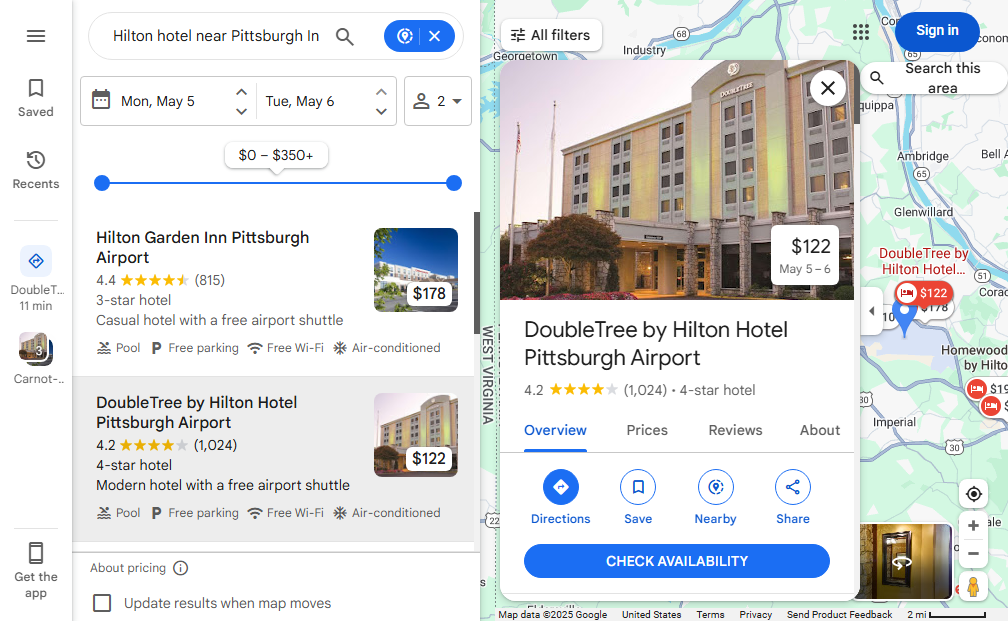 Hilton hotel near Pittsburgh In
Saved
Recents
DoubleT...
11 min
3
Carnot-...
Get the
app
Mon, May 5
Tue, May 6
2
$0 – $350+
Hilton Garden Inn Pittsburgh
Airport
4.4 (815)
3-star hotel
Casual hotel with a free airport shuttle
Pool P Free parking Free Wi-Fi Air-conditioned
$178
DoubleTree by Hilton Hotel
Pittsburgh Airport
4.2 (1,024)
4-star hotel
Modern hotel with a free airport shuttle
Pool P Free parking Free Wi-Fi Air-conditioned
$122
About pricing
Update results when map moves
All filters
Sign in
Search this
area
DOUBLETREE
$122
May 5 – 6
DoubleTree by Hilton Hotel
Pittsburgh Airport
4.2 (1,024) · 4-star hotel
Overview
Prices
Reviews
About
Directions
Save
Nearby
Share
CHECK AVAILABILITY
Georgetown
Industry
68
65
Ambridge
Bell
65
Glenwillard
DoubleTree by
Hilton Hotel...
51
$122
$178
Homewood
by Hilto
30
Imperial
30
22
WEST VIRGINIA
Map data ©2025 Google
United States
Terms
Privacy
Send Product Feedback
2 mi